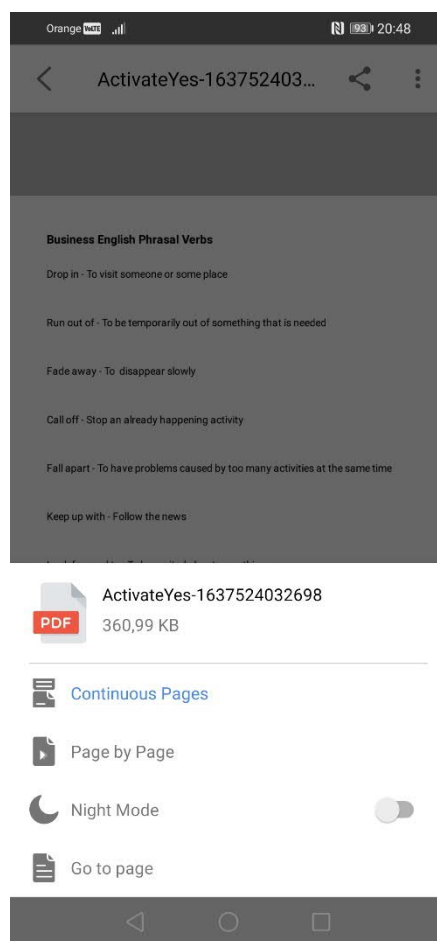 Orange VoLTE 93 20:48
ActivateYes-163752403...
Business English Phrasal Verbs
Drop in - To visit someone or some place
Run out of - To be temporarily out of something that is needed
Fade away - To disappear slowly
Call off - Stop an already happening activity
Fall apart - To have problems caused by too many activities at the same time
Keep up with - Follow the news
ActivateYes-1637524032698
PDF
360,99 KB
Continuous Pages
Page by Page
Night Mode
Go to page